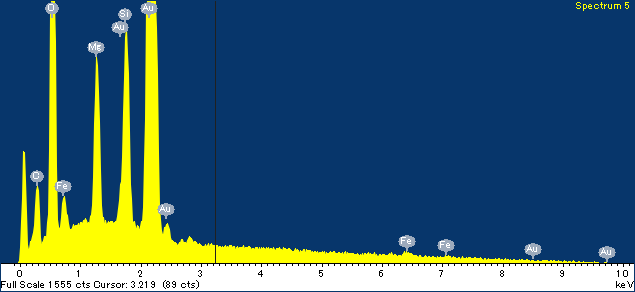 Spectrum 5
O Si Au
Au
Mg
C
Fe
Au
Fe Fe Au Au
0 1 2 3 4 5 6 7 8 9 10
Full Scale 1555 cts Cursor: 3.219 (89 cts) keV